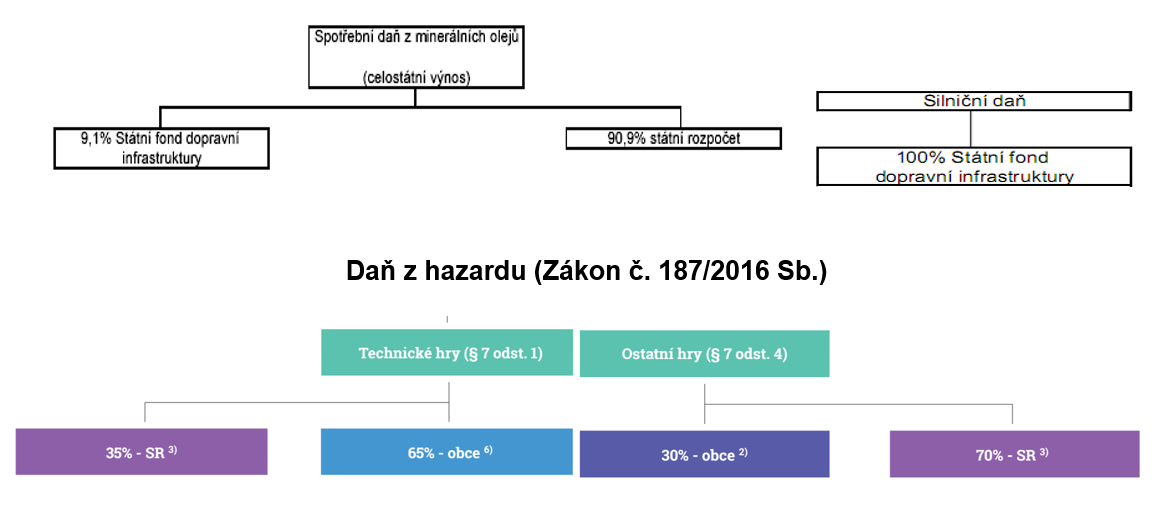 Spotřební daň z minerálních olejů
(celostátní výnos)
9,1% Státní fond dopravní
infrastruktury
90,9% státní rozpočet
Silniční daň
100% Státní fond
dopravní infrastruktury
Daň z hazardu (Zákon č. 187/2016 Sb.)
Technické hry (§ 7 odst. 1)
Ostatní hry (§ 7 odst. 4)
35% - SR 3)
65% - obce 6)
30% - obce 2)
70% - SR 3)